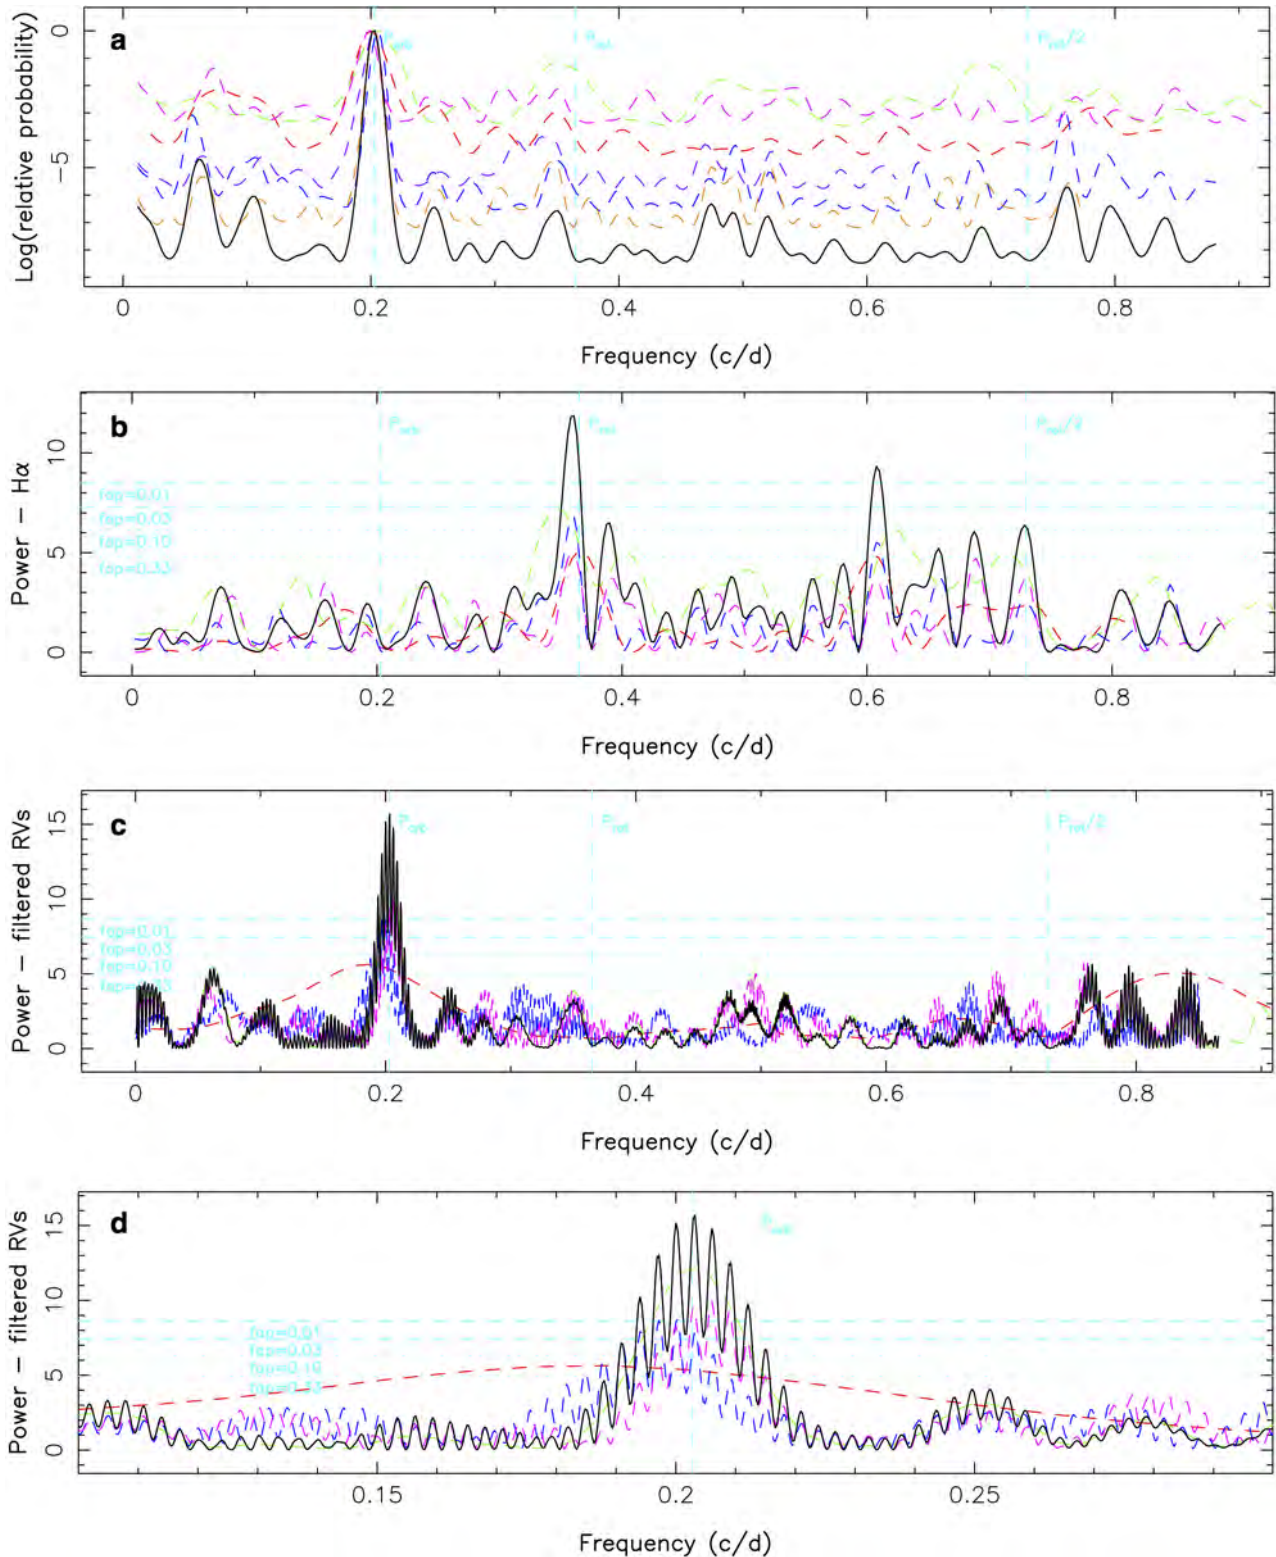 a
Log(relative probability)
0
−5
P_orb
P_rot
P_rot/2
0
0.2
0.4
0.6
0.8
Frequency (c/d)
b
Power − Hα
10
5
0
P_orb
P_rot
P_rot/2
fap=0.01
fap=0.03
fap=0.10
fap=0.33
0
0.2
0.4
0.6
0.8
Frequency (c/d)
c
Power − filtered RVs
15
10
5
0
P_orb
P_rot
P_rot/2
fap=0.01
fap=0.03
fap=0.10
fap=0.33
0
0.2
0.4
0.6
0.8
Frequency (c/d)
d
Power − filtered RVs
15
10
5
0
P_orb
fap=0.01
fap=0.03
fap=0.10
fap=0.33
0.15
0.2
0.25
Frequency (c/d)